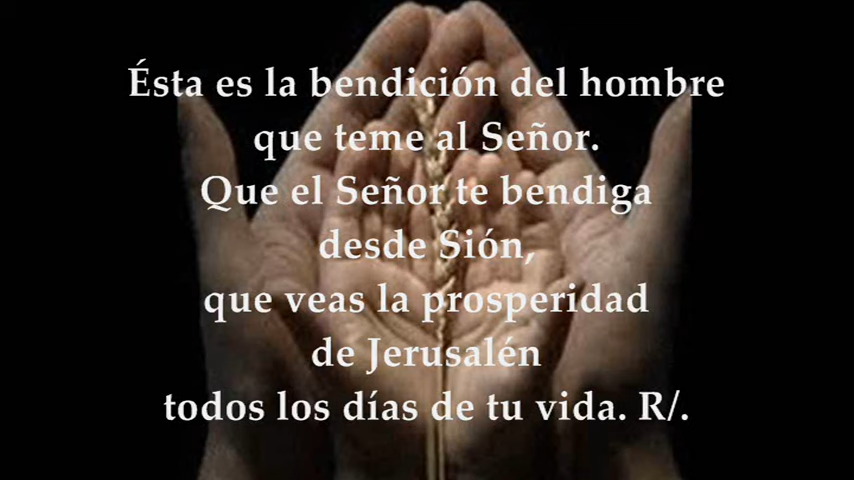 Ésta es la bendición del hombre
que teme al Señor.
Que el Señor te bendiga
desde Sión,
que veas la prosperidad
de Jerusalén
todos los días de tu vida. R/.